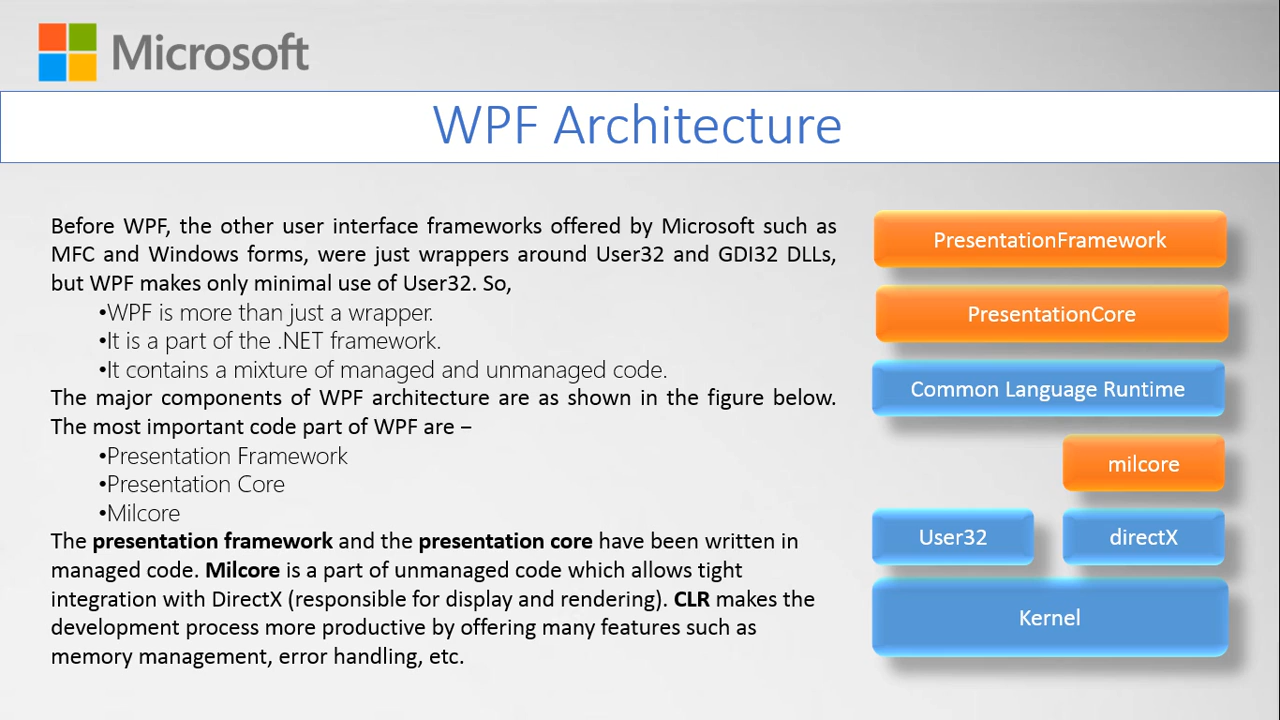 Microsoft
WPF Architecture
Before WPF, the other user interface frameworks offered by Microsoft such as
MFC and Windows forms, were just wrappers around User32 and GDI32 DLLs,
but WPF makes only minimal use of User32. So,
•WPF is more than just a wrapper.
•It is a part of the .NET framework.
•It contains a mixture of managed and unmanaged code.
The major components of WPF architecture are as shown in the figure below.
The most important code part of WPF are −
•Presentation Framework
•Presentation Core
•Milcore
The presentation framework and the presentation core have been written in
managed code. Milcore is a part of unmanaged code which allows tight
integration with DirectX (responsible for display and rendering). CLR makes the
development process more productive by offering many features such as
memory management, error handling, etc.
PresentationFramework
PresentationCore
Common Language Runtime
milcore
User32
directX
Kernel